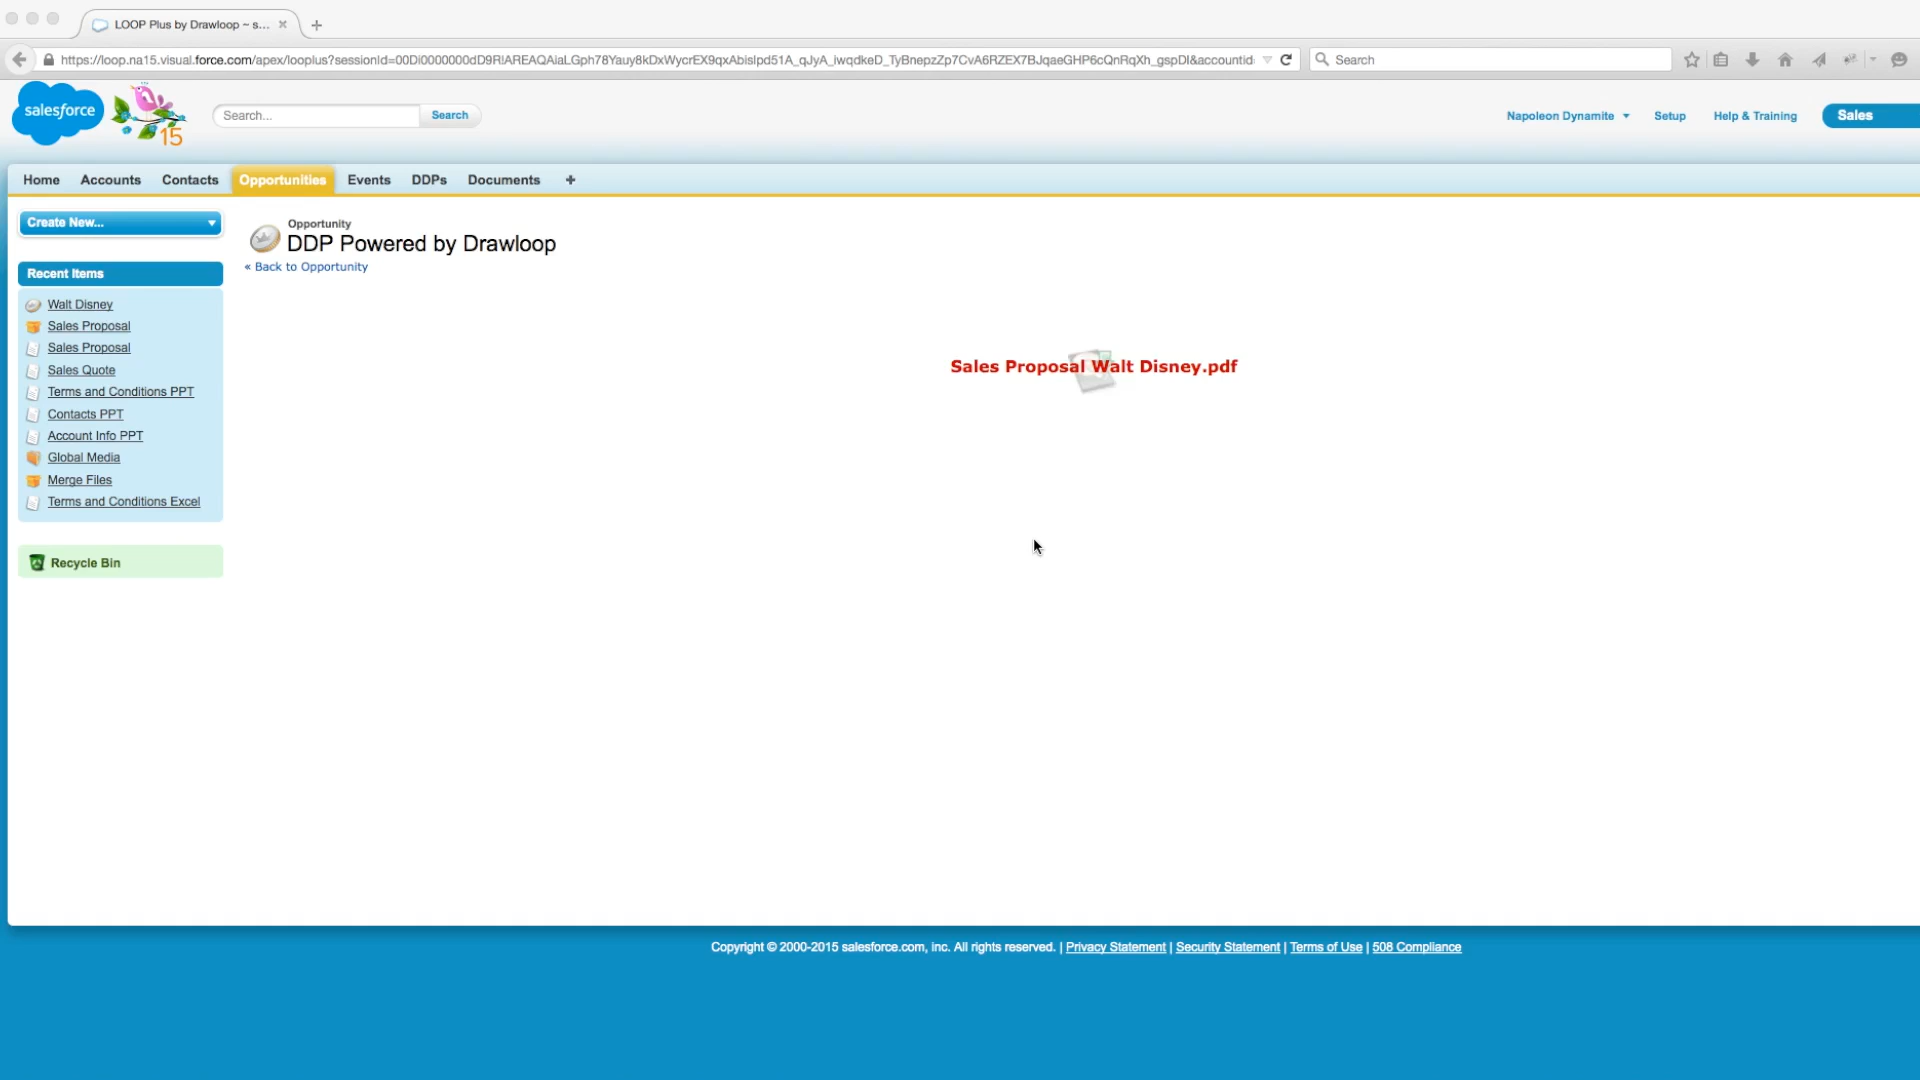 LOOP Plus by Drawloop ~ s...
https://loop.na15.visual.force.com/apex/looplus?sessionId=00Di0000000dD9R!AREAQAiaLGph78Yauy8kDxWycrEX9qxAbisIpd51A_qJyA_iwqdkeD_TyBnepzZp7CvA6RZEX7BJqaeGHP6cQnRqXh_gspDI&accountid
Search
salesforce
15
Search...
Search
Napoleon Dynamite
Setup
Help & Training
Sales
Home
Accounts
Contacts
Opportunities
Events
DDPs
Documents
+
Create New...
Opportunity
DDP Powered by Drawloop
« Back to Opportunity
Recent Items
Walt Disney
Sales Proposal
Sales Proposal
Sales Quote
Terms and Conditions PPT
Contacts PPT
Account Info PPT
Global Media
Merge Files
Terms and Conditions Excel
Recycle Bin
Sales Proposal Walt Disney.pdf
Copyright © 2000-2015 salesforce.com, inc. All rights reserved. | Privacy Statement | Security Statement | Terms of Use | 508 Compliance